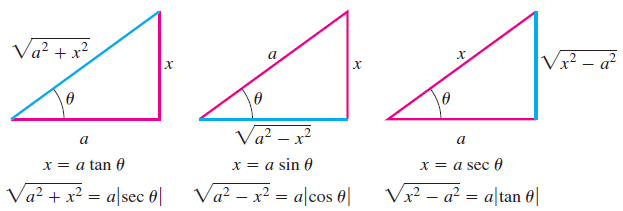 √a² + x²
x
θ
a
x = a tan θ
√a² + x² = a|sec θ|
a
x
θ
√a² − x²
x = a sin θ
√a² − x² = a|cos θ|
x
√x² − a²
θ
a
x = a sec θ
√x² − a² = a|tan θ|